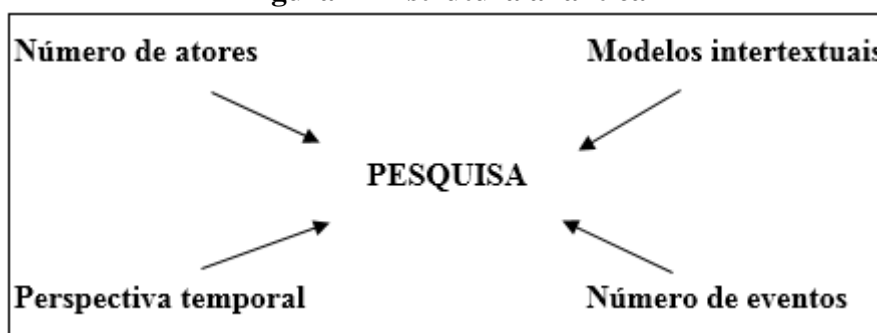 Número de atores
Modelos intertextuais
PESQUISA
Perspectiva temporal
Número de eventos